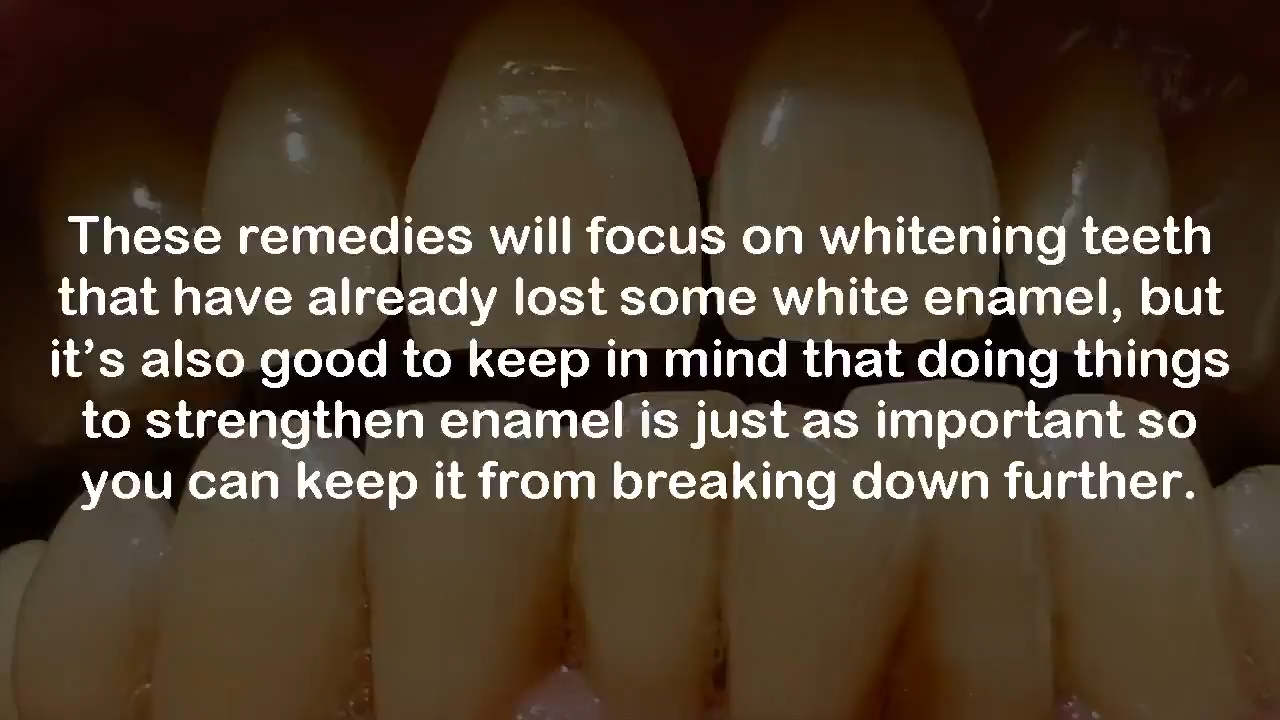 These remedies will focus on whitening teeth
that have already lost some white enamel, but
it’s also good to keep in mind that doing things
to strengthen enamel is just as important so
you can keep it from breaking down further.